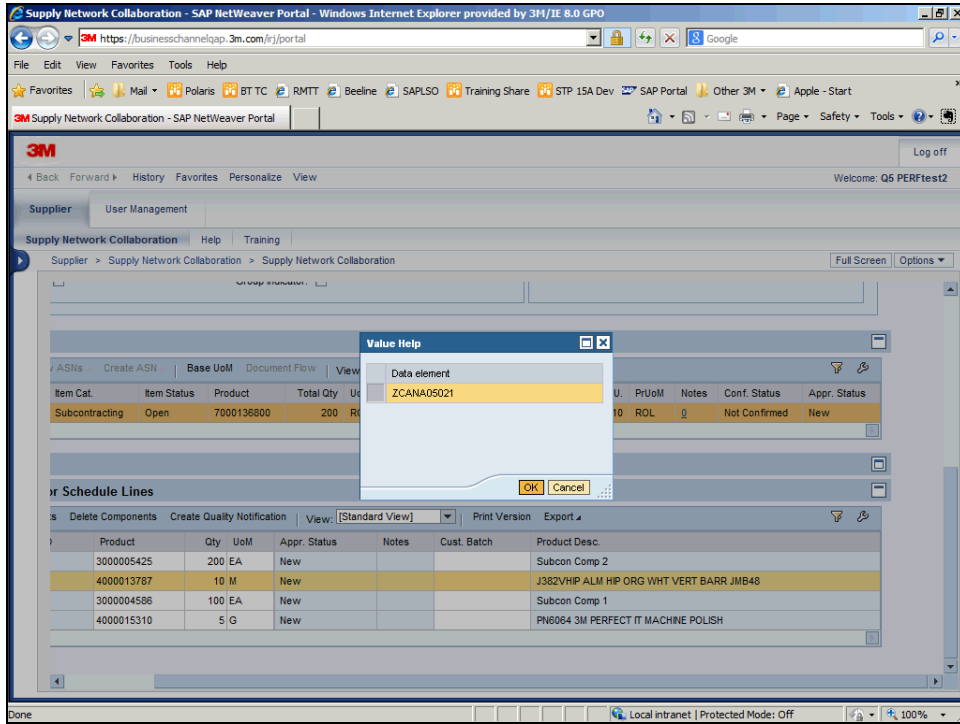 Supply Network Collaboration - SAP NetWeaver Portal - Windows Internet Explorer provided by 3M/IE 8.0 GPO
3M https://businesschannelqap.3m.com/irj/portal Google
File Edit View Favorites Tools Help
Favorites Mail Polaris BT TC RMTT Beeline SAPLSO Training Share STP 15A Dev SAP Portal Other 3M Apple - Start
3M Supply Network Collaboration - SAP NetWeaver Portal Page Safety Tools
3M Log off
Back Forward History Favorites Personalize View Welcome: Q5 PERFtest2
Supplier User Management
Supply Network Collaboration Help Training
Supplier > Supply Network Collaboration > Supply Network Collaboration Full Screen Options
Group Indicator:
Value Help
ASNs Create ASN Base UoM Document Flow View
Data element
Item Cat. Item Status Product Total Qty PrUoM Notes Conf. Status Appr. Status
ZCANA05021
Subcontracting Open 7000136800 200 10 ROL 0 Not Confirmed New
OK Cancel
or Schedule Lines
Delete Components Create Quality Notification View: [Standard View] Print Version Export
Product Qty UoM Appr. Status Notes Cust. Batch Product Desc.
3000005425 200 EA New Subcon Comp 2
4000013787 10 M New J382VHIP ALM HIP ORG WHT VERT BARR JMB48
3000004586 100 EA New Subcon Comp 1
4000015310 5 G New PN6064 3M PERFECT IT MACHINE POLISH
Done Local intranet | Protected Mode: Off 100%